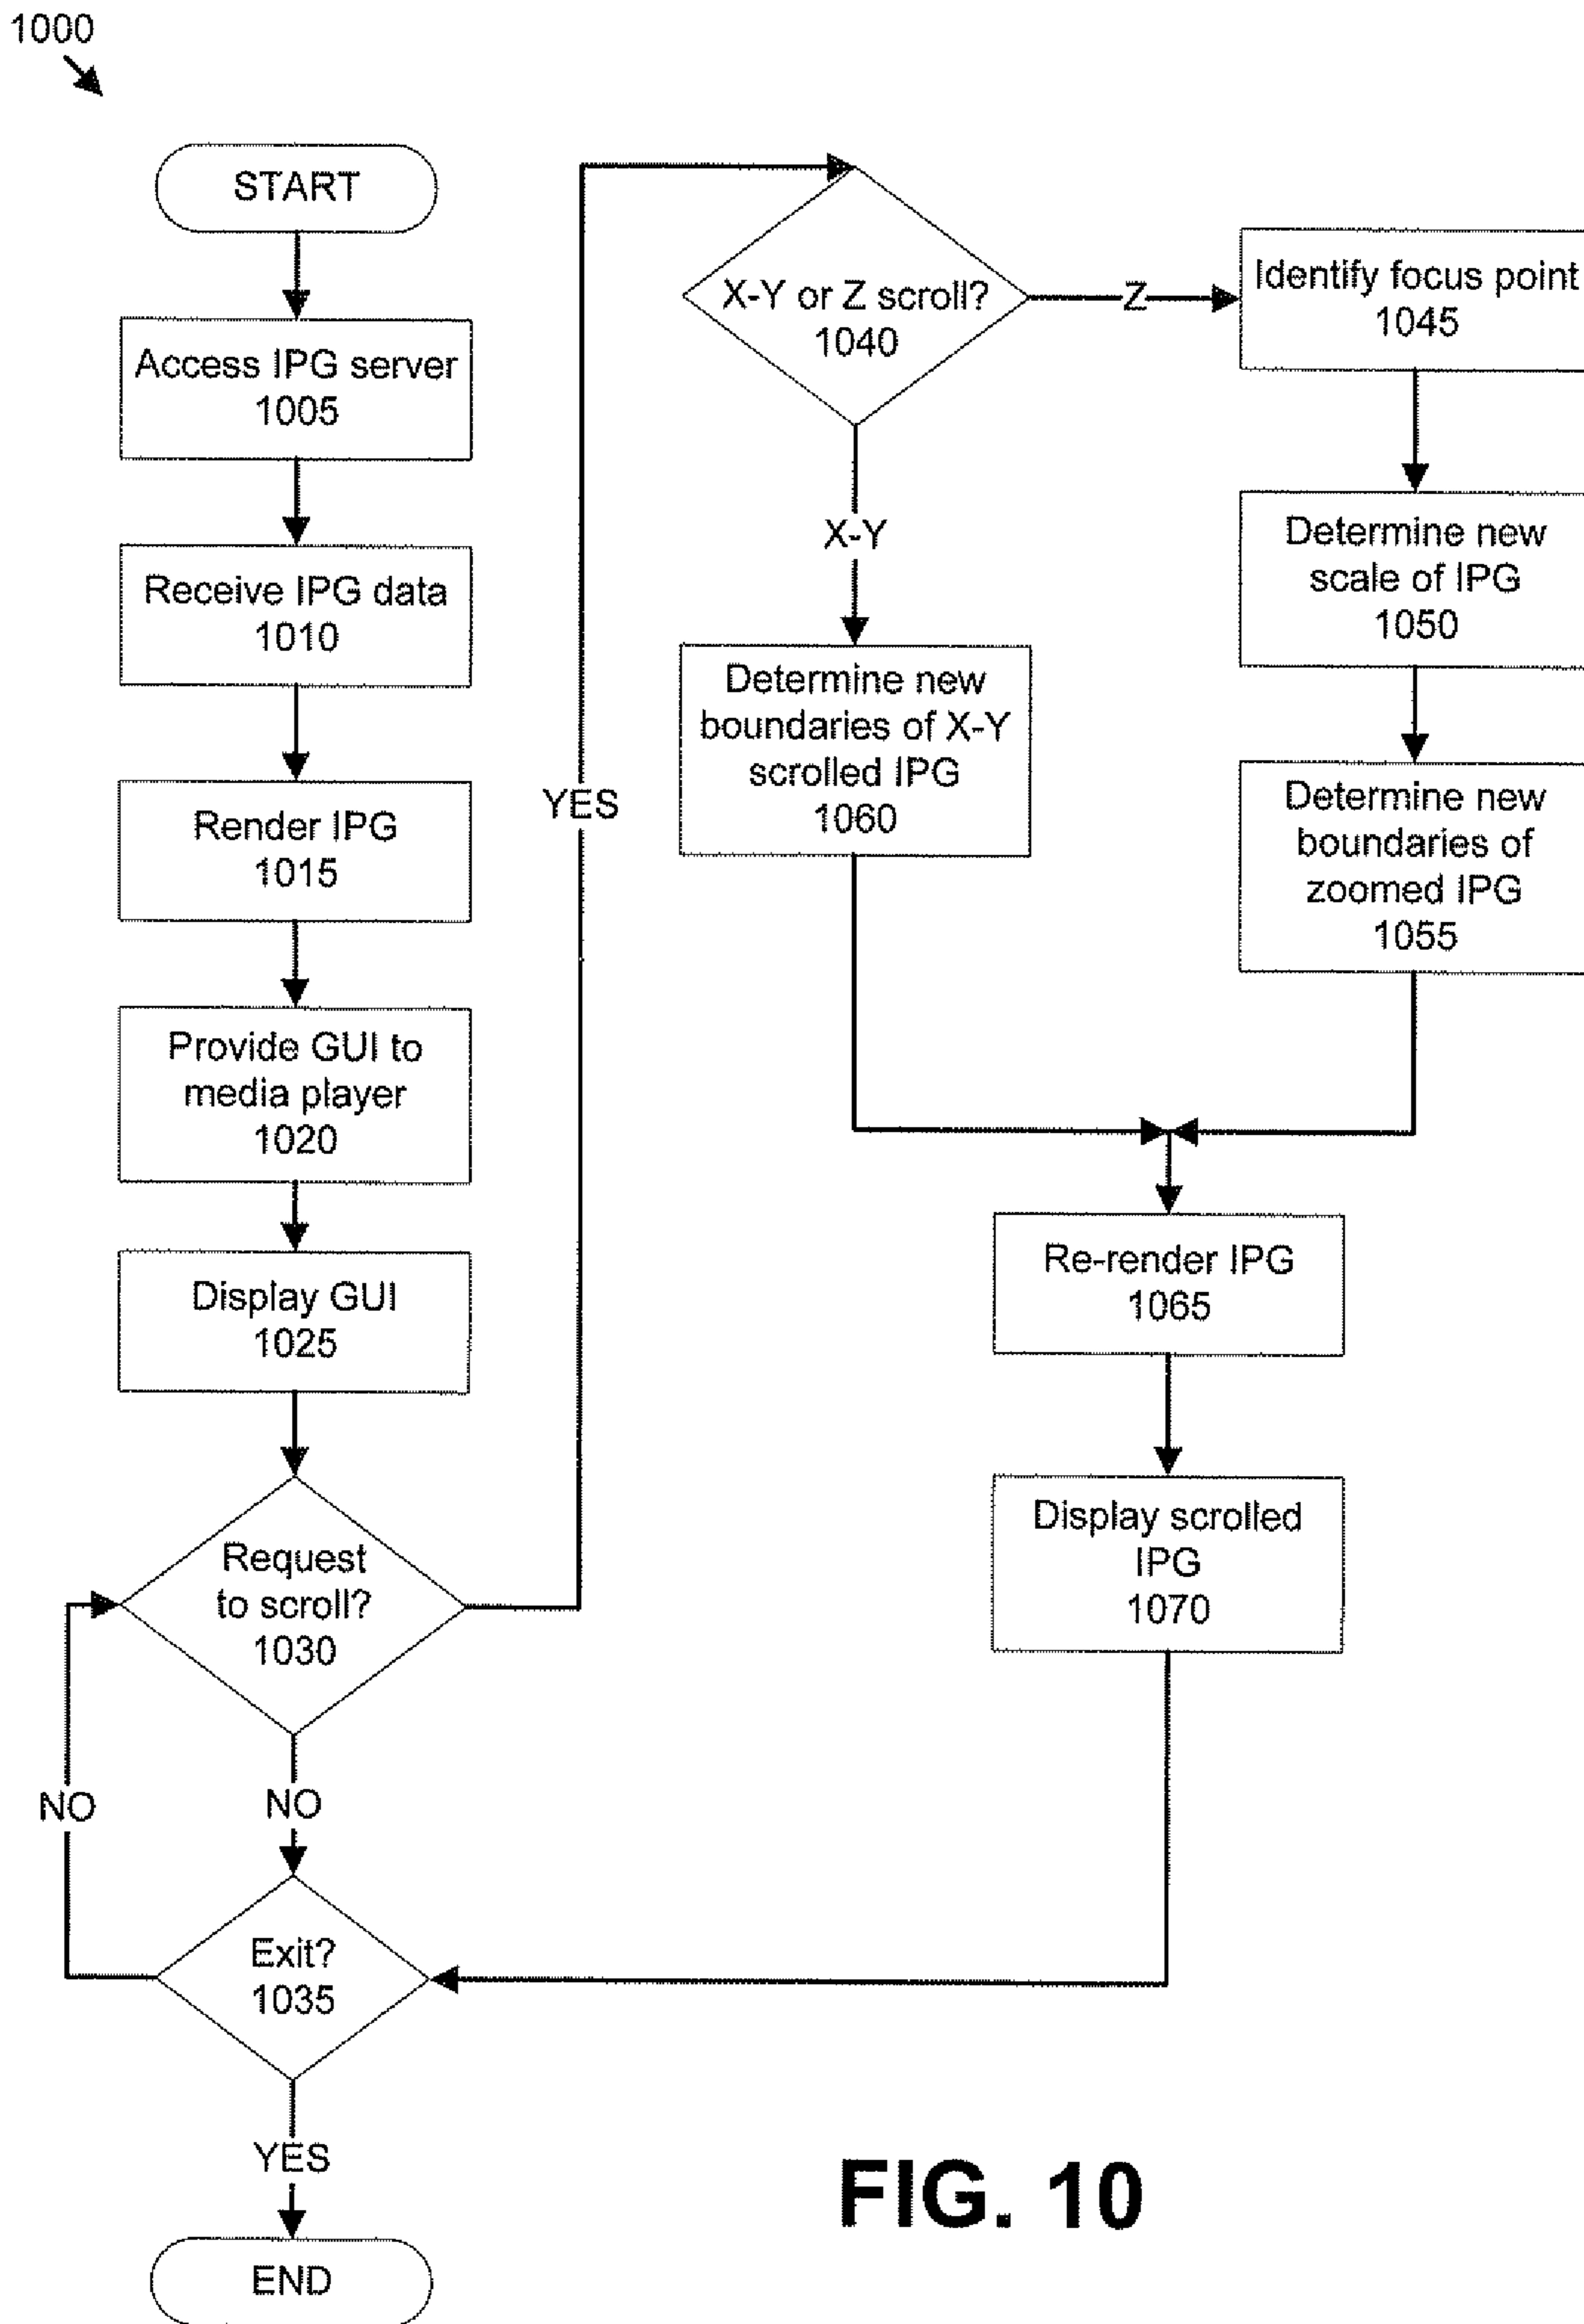 1000
START
Access IPG server
1005
Receive IPG data
1010
Render IPG
1015
Provide GUI to
media player
1020
Display GUI
1025
Request
to scroll?
1030
YES
NO
NO
Exit?
1035
YES
END
X-Y or Z scroll?
1040
Z
X-Y
Identify focus point
1045
Determine new
scale of IPG
1050
Determine new
boundaries of
zoomed IPG
1055
Determine new
boundaries of X-Y
scrolled IPG
1060
Re-render IPG
1065
Display scrolled
IPG
1070
FIG. 10